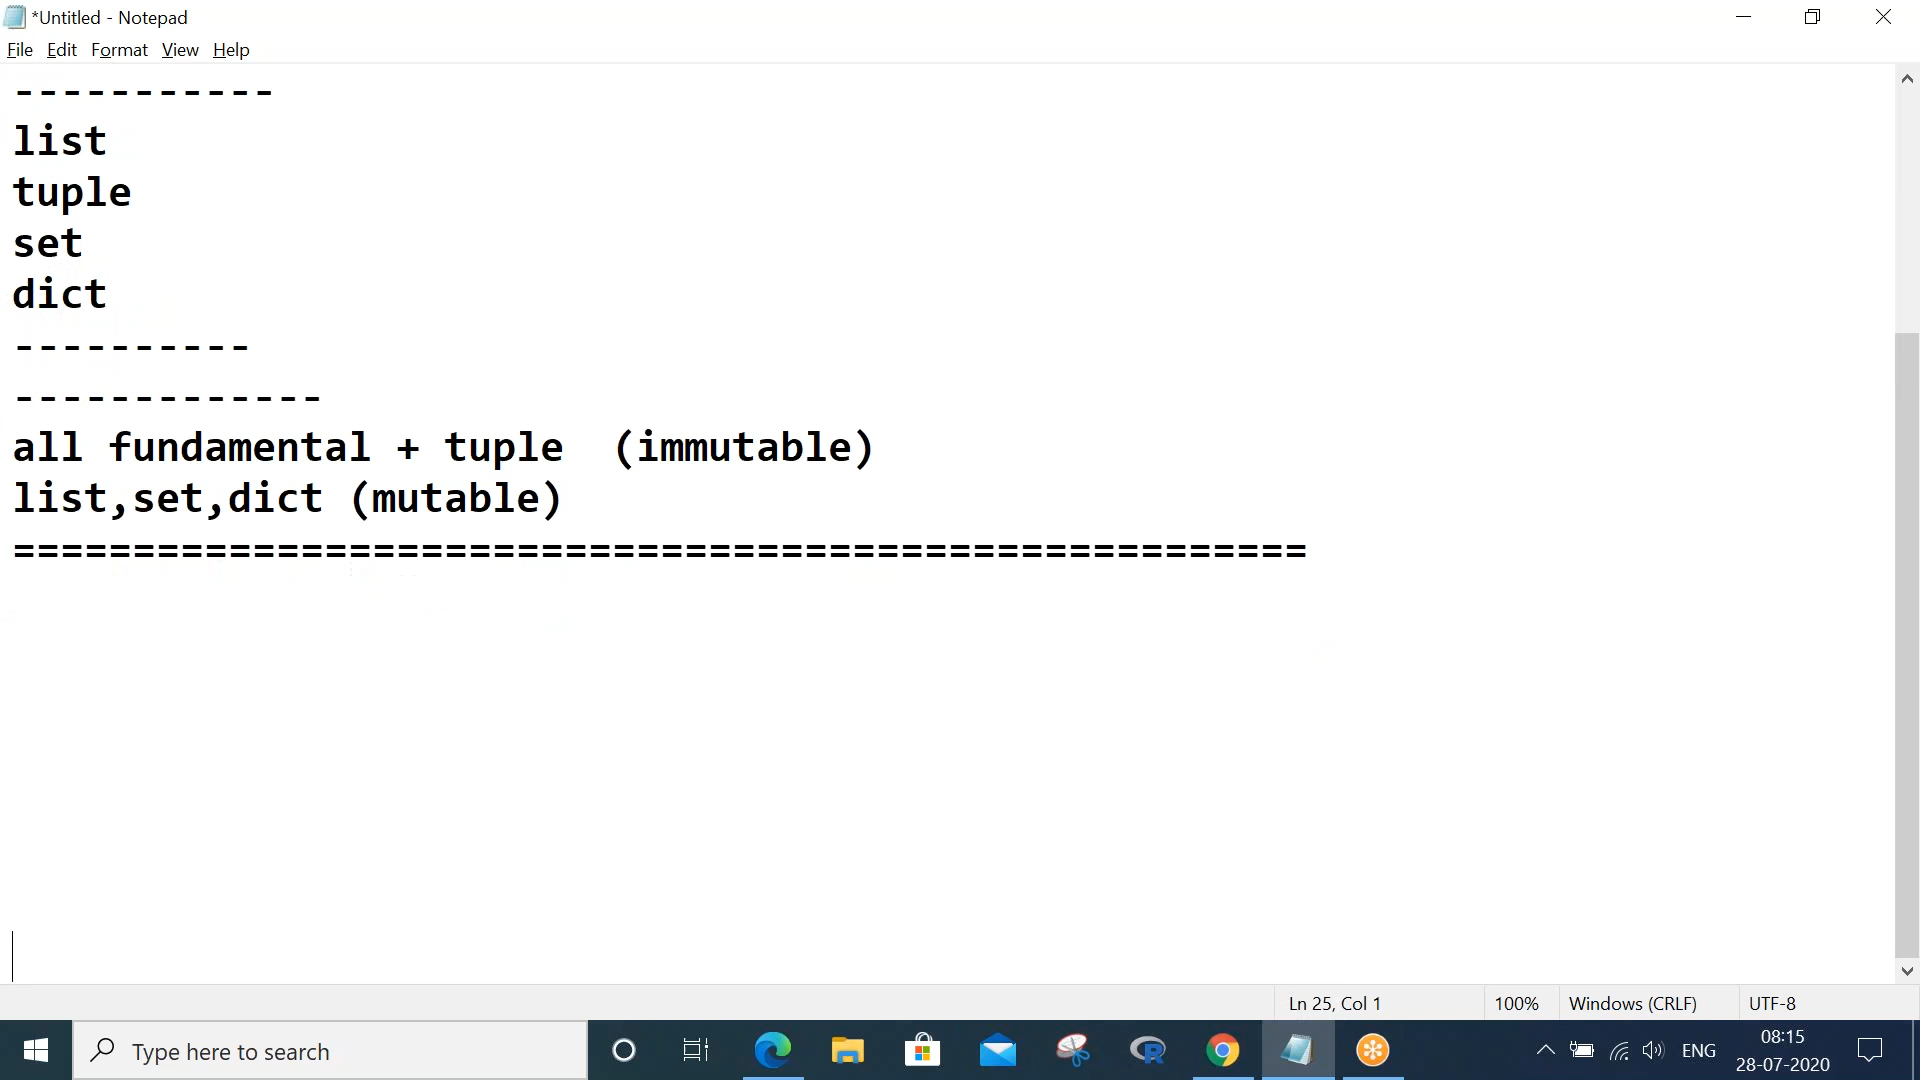 *Untitled - Notepad
File Edit Format View Help
-----------
list
tuple
set
dict
----------
-------------
all fundamental + tuple  (immutable)
list,set,dict (mutable)
======================================================
Ln 25, Col 1
100%
Windows (CRLF)
UTF-8
Type here to search
R
ENG
08:15
28-07-2020